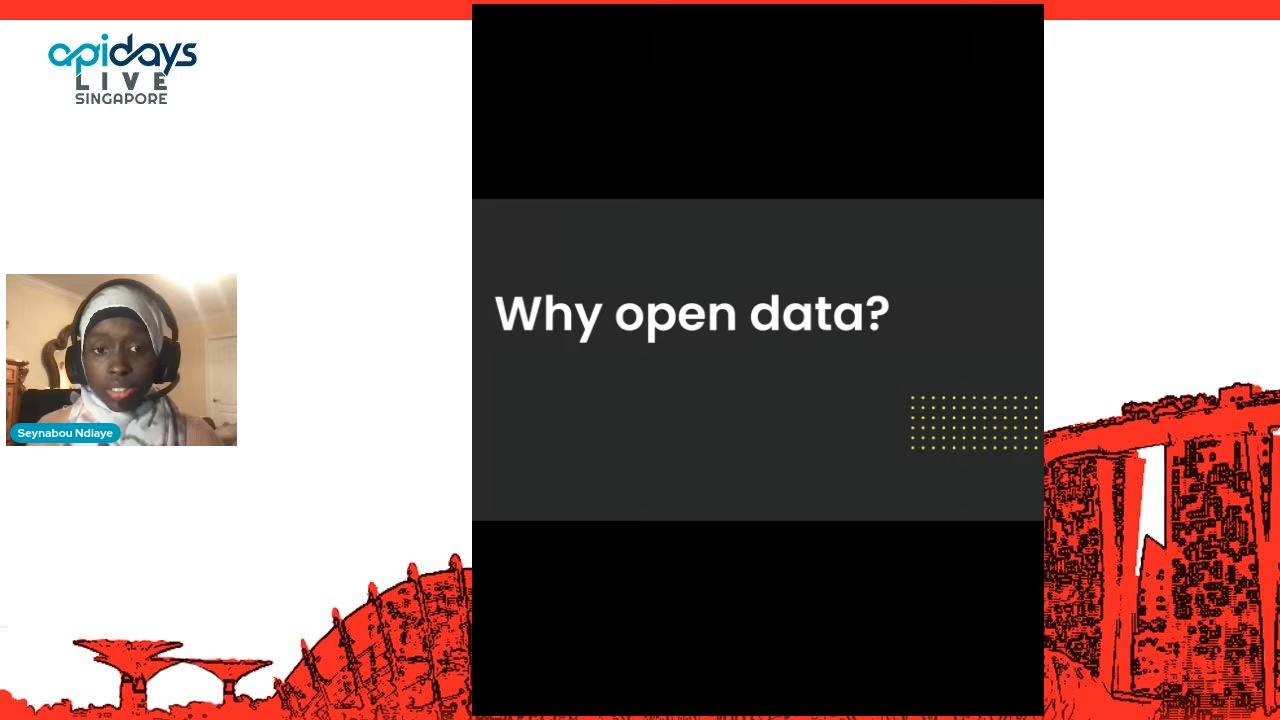 apidays
LIVE
SINGAPORE
Why open data?
Seynabou Ndiaye